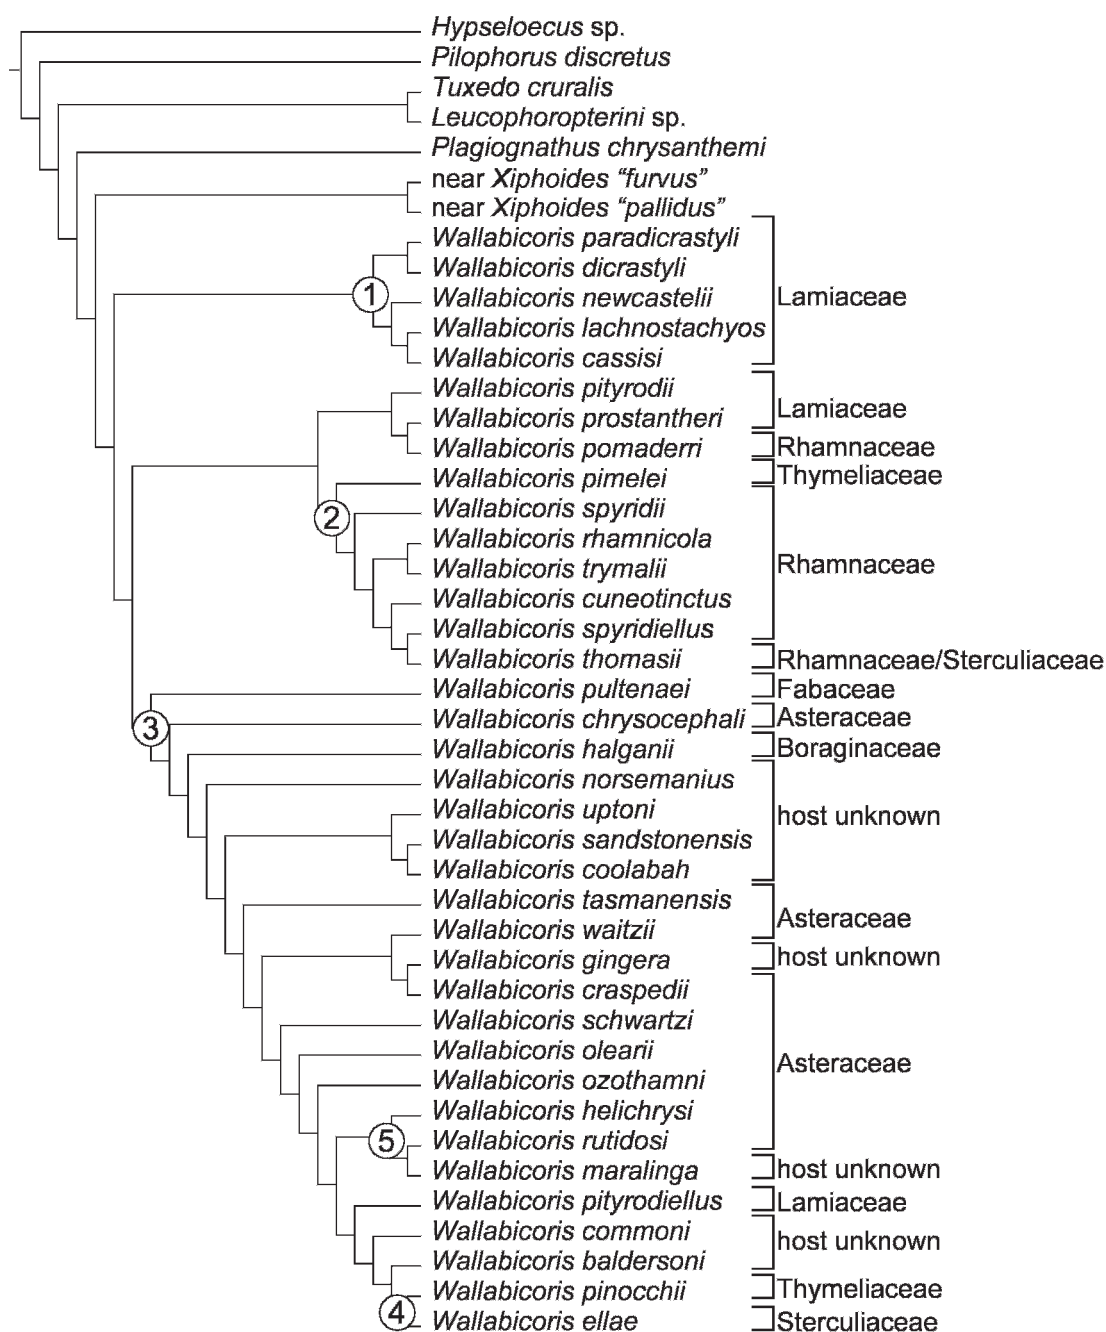 Hypseloecus sp.
Pilophorus discretus
Tuxedo cruralis
Leucophoropterini sp.
Plagiognathus chrysanthemi
near Xiphoides “furvus”
near Xiphoides “pallidus”
Wallabicoris paradicrastyli
Wallabicoris dicrastyli
1 Wallabicoris newcastelii Lamiaceae
Wallabicoris lachnostachyos
Wallabicoris cassisi
Wallabicoris pityrodii
Wallabicoris prostantheri Lamiaceae
Wallabicoris pomaderri Rhamnaceae
Wallabicoris pimelei Thymeliaceae
2 Wallabicoris spyridii
Wallabicoris rhamnicola
Wallabicoris trymalii Rhamnaceae
Wallabicoris cuneotinctus
Wallabicoris spyridiellus
Wallabicoris thomasii Rhamnaceae/Sterculiaceae
Wallabicoris pultenaei Fabaceae
3 Wallabicoris chrysocephali Asteraceae
Wallabicoris halganii Boraginaceae
Wallabicoris norsemanius
Wallabicoris uptoni host unknown
Wallabicoris sandstonensis
Wallabicoris coolabah
Wallabicoris tasmanensis
Wallabicoris waitzii Asteraceae
Wallabicoris gingera host unknown
Wallabicoris craspedii
Wallabicoris schwartzi
Wallabicoris olearii Asteraceae
Wallabicoris ozothamni
Wallabicoris helichrysi
5 Wallabicoris rutidosi
Wallabicoris maralinga host unknown
Wallabicoris pityrodiellus Lamiaceae
Wallabicoris commoni host unknown
Wallabicoris baldersoni
Wallabicoris pinocchii Thymeliaceae
4 Wallabicoris ellae Sterculiaceae